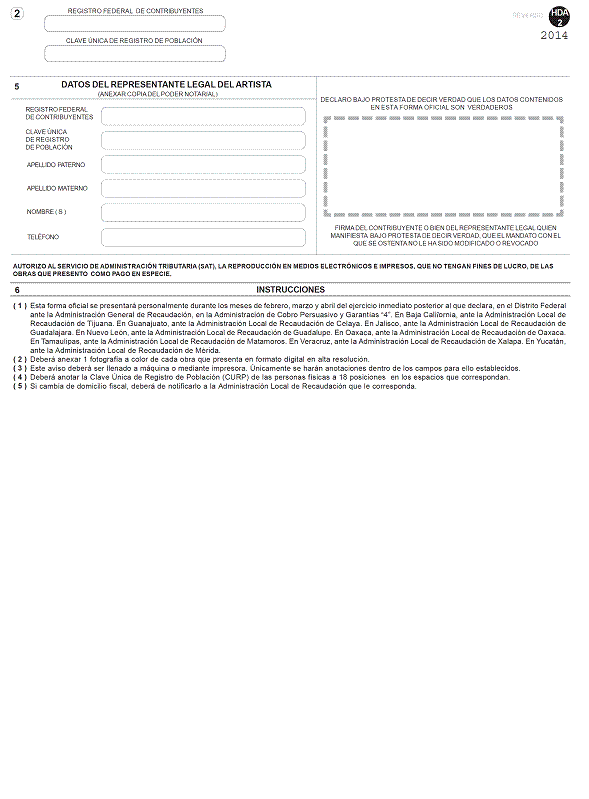 2
REGISTRO FEDERAL DE CONTRIBUYENTES
REVERSO
HDA
2
2014
CLAVE ÚNICA DE REGISTRO DE POBLACIÓN
5
DATOS DEL REPRESENTANTE LEGAL DEL ARTISTA
(ANEXAR COPIA DEL PODER NOTARIAL)
REGISTRO FEDERAL
DE CONTRIBUYENTES
CLAVE ÚNICA
DE REGISTRO
DE POBLACIÓN
APELLIDO PATERNO
APELLIDO MATERNO
NOMBRE ( S )
TELÉFONO
DECLARO BAJO PROTESTA DE DECIR VERDAD QUE LOS DATOS CONTENIDOS
EN ESTA FORMA OFICIAL SON VERDADEROS
FIRMA DEL CONTRIBUYENTE O BIEN DEL REPRESENTANTE LEGAL QUIEN
MANIFIESTA BAJO PROTESTA DE DECIR VERDAD, QUE EL MANDATO CON EL
QUE SE OSTENTA NO LE HA SIDO MODIFICADO O REVOCADO
AUTORIZO AL SERVICIO DE ADMINISTRACIÓN TRIBUTARIA (SAT), LA REPRODUCCIÓN EN MEDIOS ELECTRÓNICOS E IMPRESOS, QUE NO TENGAN FINES DE LUCRO, DE LAS
OBRAS QUE PRESENTO COMO PAGO EN ESPECIE.
6
INSTRUCCIONES
( 1 ) Esta forma oficial se presentará personalmente durante los meses de febrero, marzo y abril del ejercicio inmediato posterior al que declara, en el Distrito Federal
ante la Administración General de Recaudación, en la Administración de Cobro Persuasivo y Garantías "4". En Baja California, ante la Administración Local de
Recaudación de Tijuana. En Guanajuato, ante la Administración Local de Recaudación de Celaya. En Jalisco, ante la Administración Local de Recaudación de
Guadalajara. En Nuevo León, ante la Administración Local de Recaudación de Guadalupe. En Oaxaca, ante la Administración Local de Recaudación de Oaxaca.
En Tamaulipas, ante la Administración Local de Recaudación de Matamoros. En Veracruz, ante la Administración Local de Recaudación de Xalapa. En Yucatán,
ante la Administración Local de Recaudación de Mérida.
( 2 ) Deberá anexar 1 fotografía a color de cada obra que presenta en formato digital en alta resolución.
( 3 ) Este aviso deberá ser llenado a máquina o mediante impresora. Únicamente se harán anotaciones dentro de los campos para ello establecidos.
( 4 ) Deberá anotar la Clave Única de Registro de Población (CURP) de las personas físicas a 18 posiciones en los espacios que correspondan.
( 5 ) Si cambia de domicilio fiscal, deberá de notificarlo a la Administración Local de Recaudación que le corresponda.